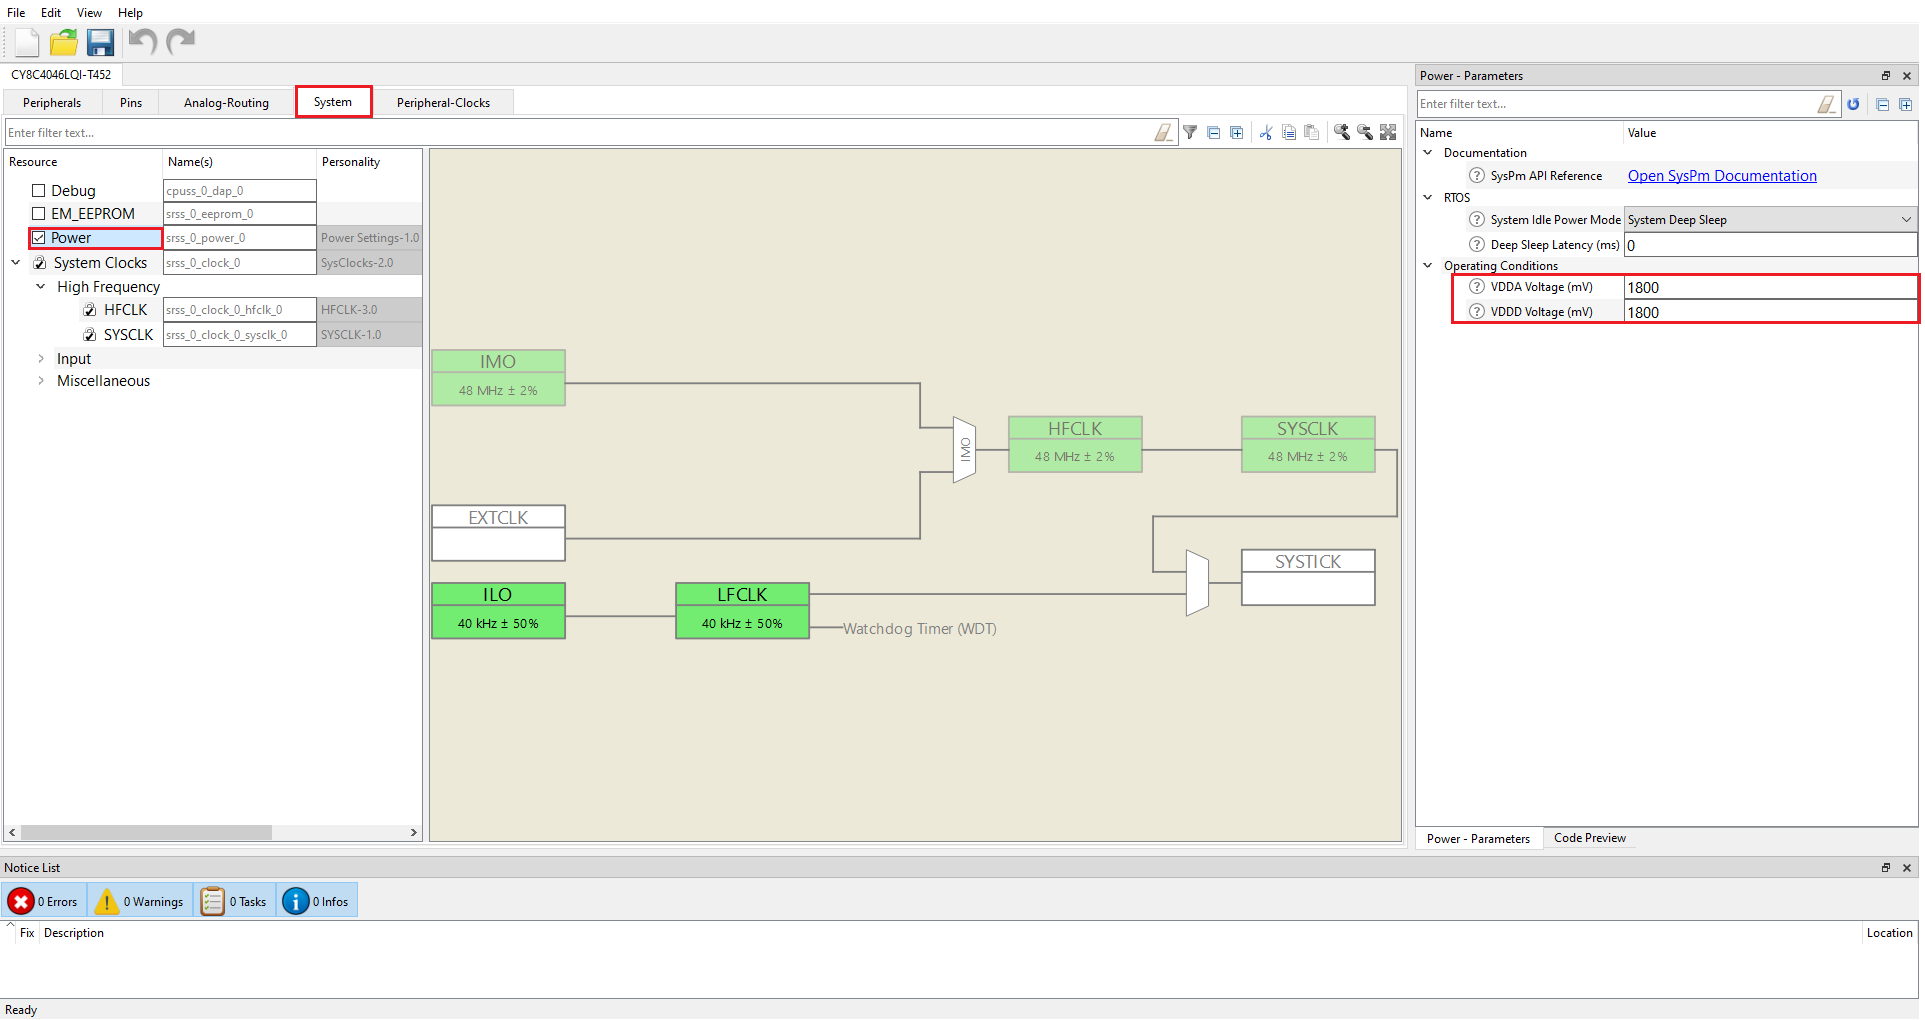 File Edit View Help
CY8C4046LQI-T452
Peripherals Pins Analog-Routing System Peripheral-Clocks
Enter filter text...
Resource Name(s) Personality
Debug cpuss_0_dap_0
EM_EEPROM srss_0_eeprom_0
Power srss_0_power_0 Power Settings-1.0
System Clocks srss_0_clock_0 SysClocks-2.0
High Frequency
HFCLK srss_0_clock_0_hfclk_0 HFCLK-3.0
SYSCLK srss_0_clock_0_sysclk_0 SYSCLK-1.0
Input
Miscellaneous
IMO
48 MHz ± 2%
IMO
HFCLK
48 MHz ± 2%
SYSCLK
48 MHz ± 2%
EXTCLK
ILO
40 kHz ± 50%
LFCLK
40 kHz ± 50%
Watchdog Timer (WDT)
SYSTICK
Power - Parameters
Enter filter text...
Name Value
Documentation
? SysPm API Reference Open SysPm Documentation
RTOS
? System Idle Power Mode System Deep Sleep
? Deep Sleep Latency (ms) 0
Operating Conditions
? VDDA Voltage (mV) 1800
? VDDD Voltage (mV) 1800
Power - Parameters Code Preview
Notice List
0 Errors 0 Warnings 0 Tasks 0 Infos
Fix Description Location
Ready